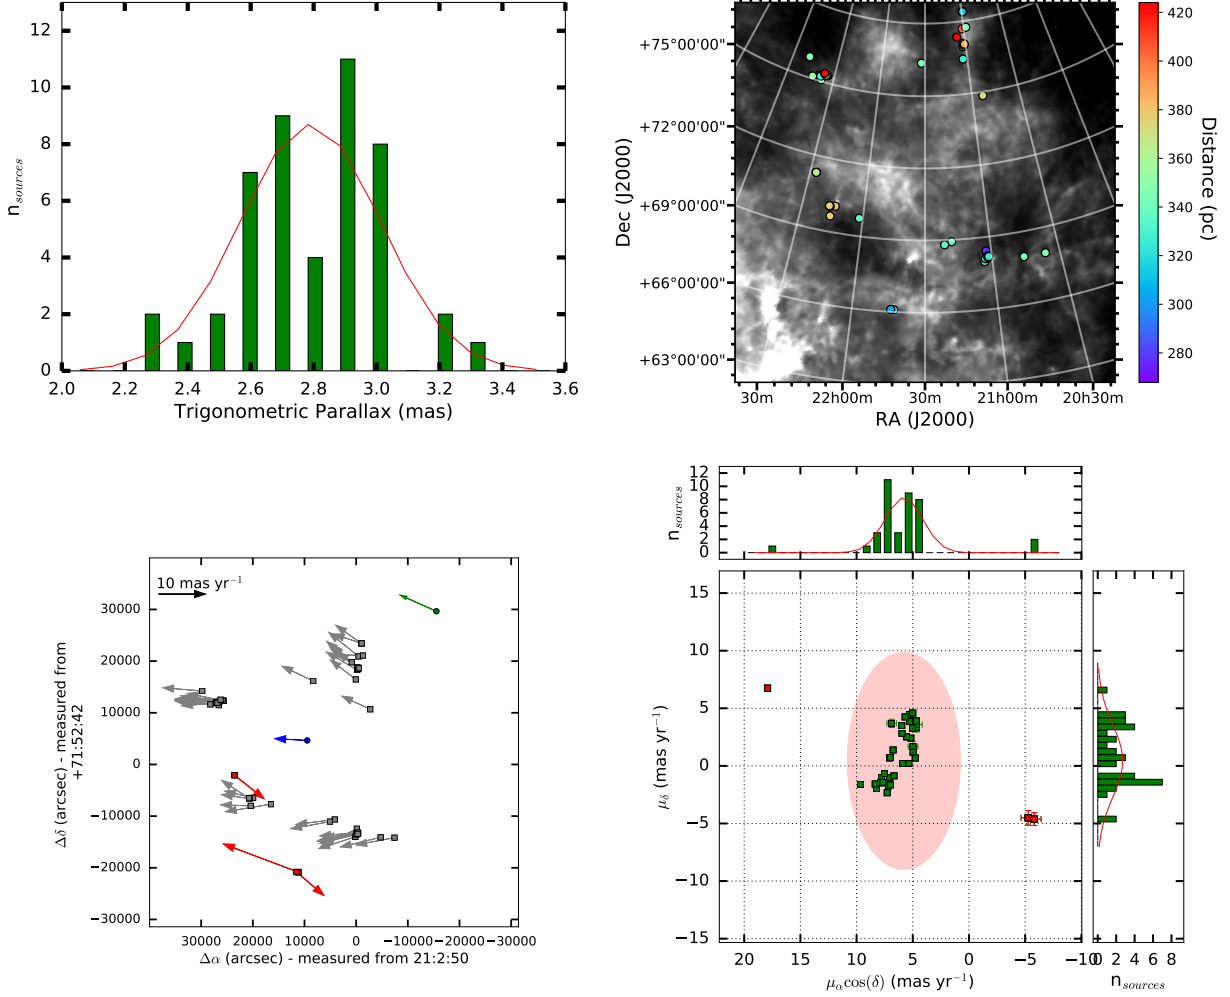 12
10
8
6
4
2
0
n_sources
2.0 2.2 2.4 2.6 2.8 3.0 3.2 3.4 3.6
Trigonometric Parallax (mas)
+75°00'00"
+72°00'00"
+69°00'00"
+66°00'00"
+63°00'00"
Dec (J2000)
30m 22h00m 30m 21h00m 20h30m
RA (J2000)
420
400
380
360
340
320
300
280
Distance (pc)
10 mas yr⁻¹
30000
20000
10000
0
−10000
−20000
−30000
Δδ (arcsec) - measured from
+71:52:42
30000 20000 10000 0 −10000 −20000 −30000
Δα (arcsec) - measured from 21:2:50
12
10
8
6
4
2
0
n_sources
15
10
5
0
−5
−10
−15
μ_δ (mas yr⁻¹)
20 15 10 5 0 −5 −10
μ_α cos(δ) (mas yr⁻¹)
0 2 4 6 8
n_sources